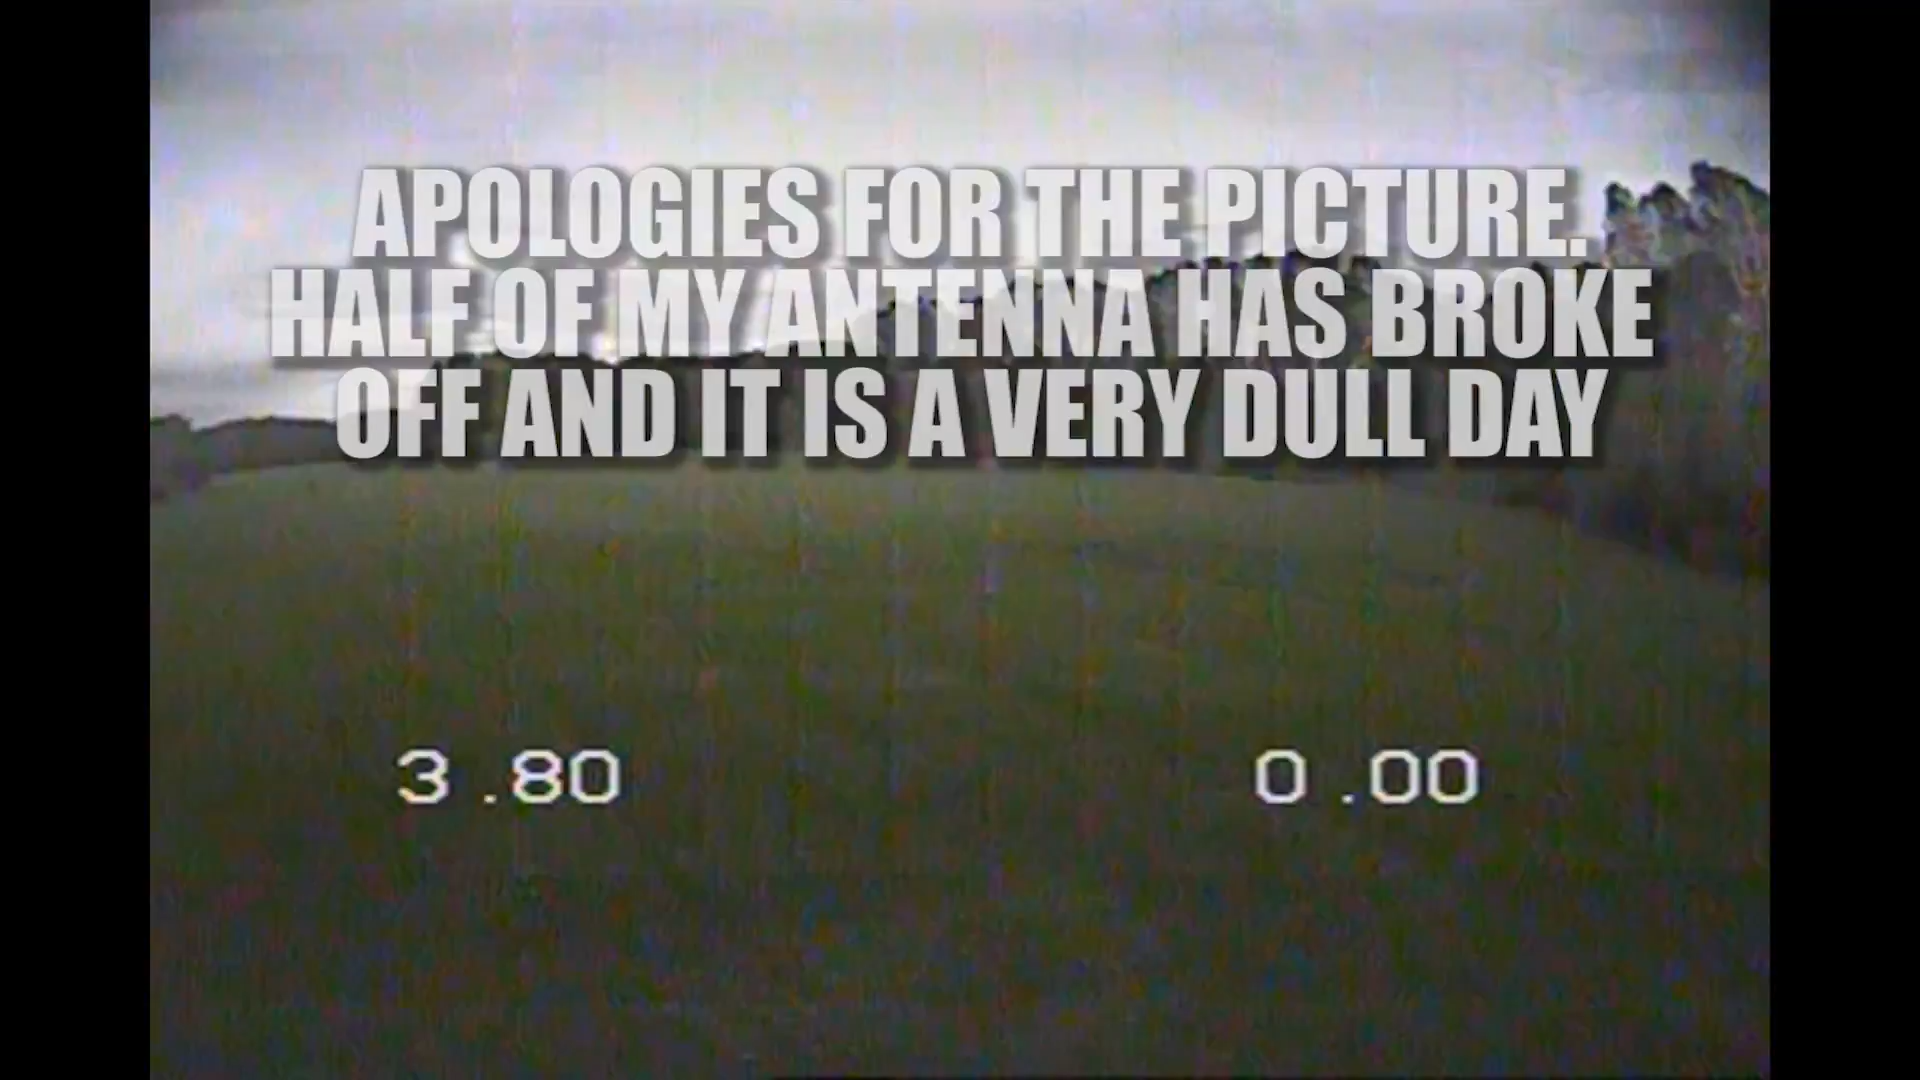 APOLOGIES FOR THE PICTURE.
HALF OF MY ANTENNA HAS BROKE
OFF AND IT IS A VERY DULL DAY
3.80 0.00